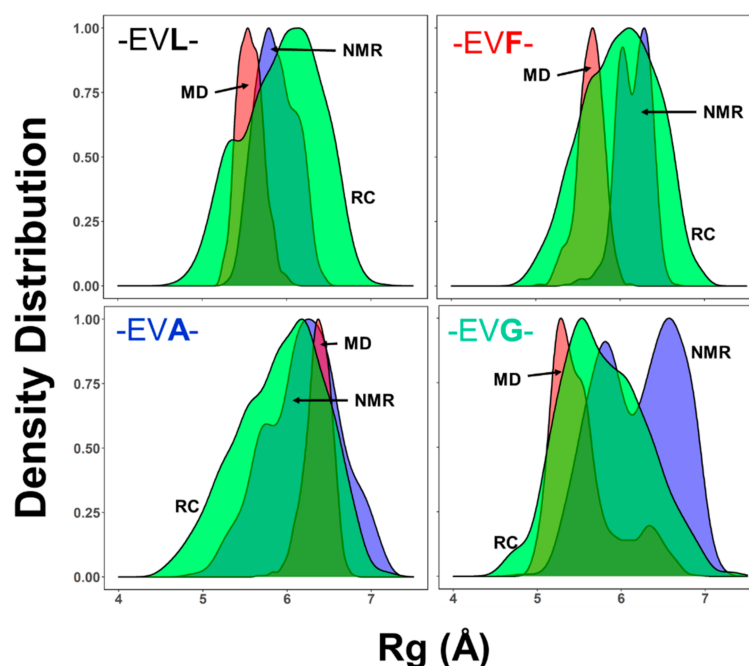 Density Distribution
-EVL-
MD
NMR
RC
1.00
0.75
0.50
0.25
0.00
-EVF-
MD
NMR
RC
-EVA-
MD
NMR
RC
1.00
0.75
0.50
0.25
0.00
4
5
6
7
-EVG-
NMR
MD
RC
4
5
6
7
Rg (Å)